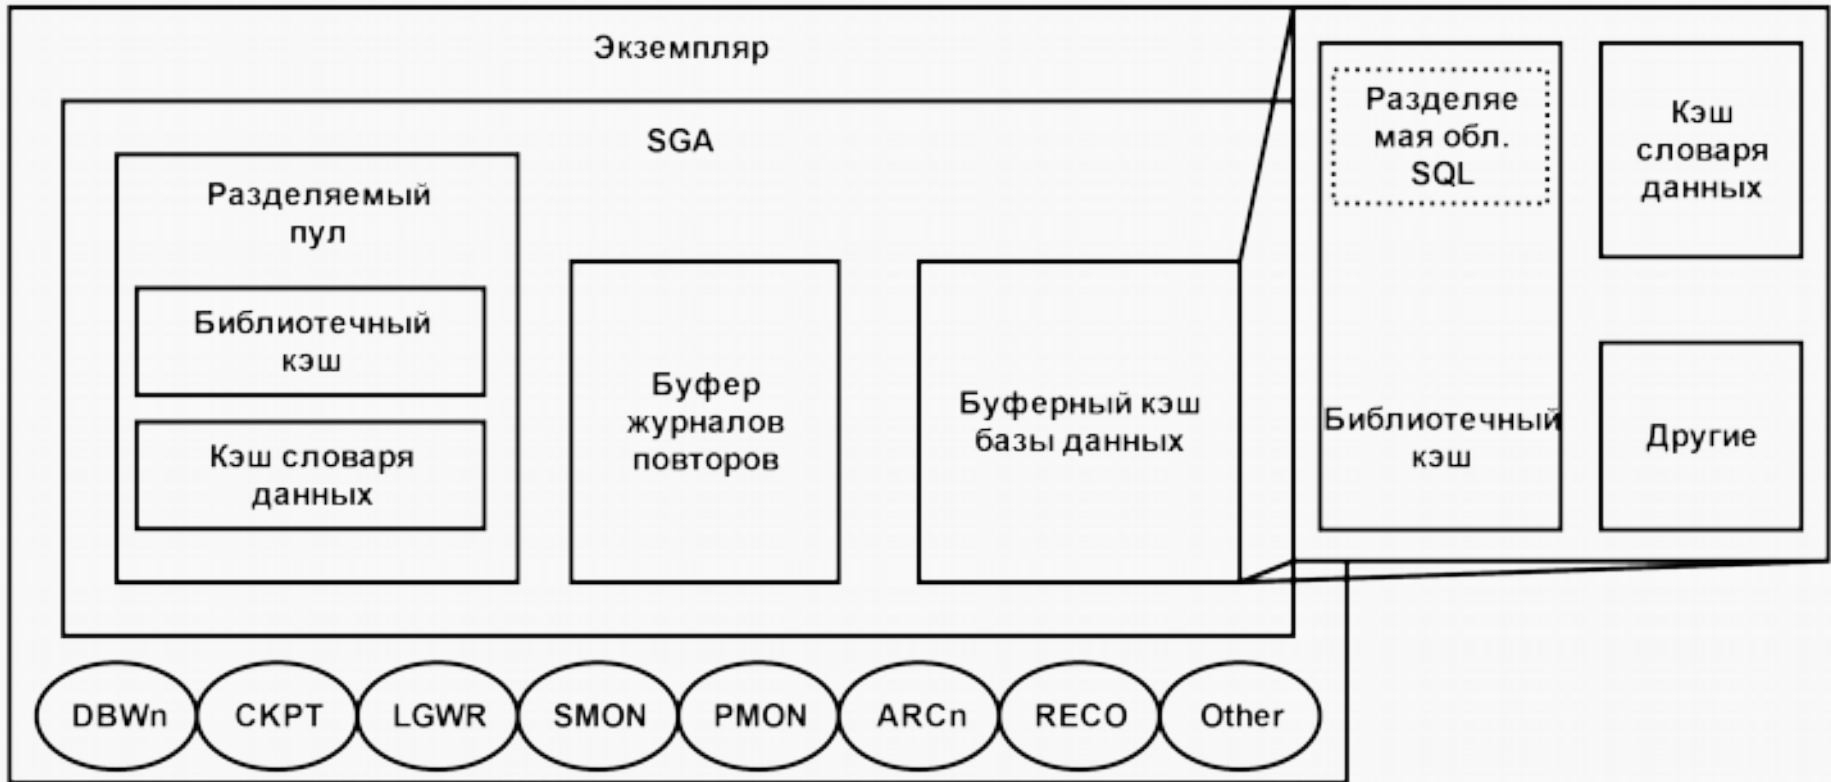 Экземпляр
SGA
Разделяемый
пул
Библиотечный
кэш
Кэш словаря
данных
Буфер
журналов
повторов
Буферный кэш
базы данных
Разделяе
мая обл.
SQL
Библиотечный
кэш
Кэш
словаря
данных
Другие
DBWn
CKPT
LGWR
SMON
PMON
ARCn
RECO
Other